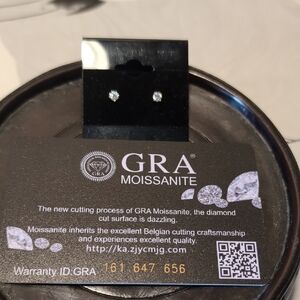 GRA®
MOISSANITE
GRA
The new cutting process of GRA Moissanite, the diamond
cut surface is dazzling.
Moissanite inherits the excellent Belgian cutting craftsmanship
and experiences excellent quality.
http://ka.zjycmjg.com
Warranty ID:GRA 161 647 656